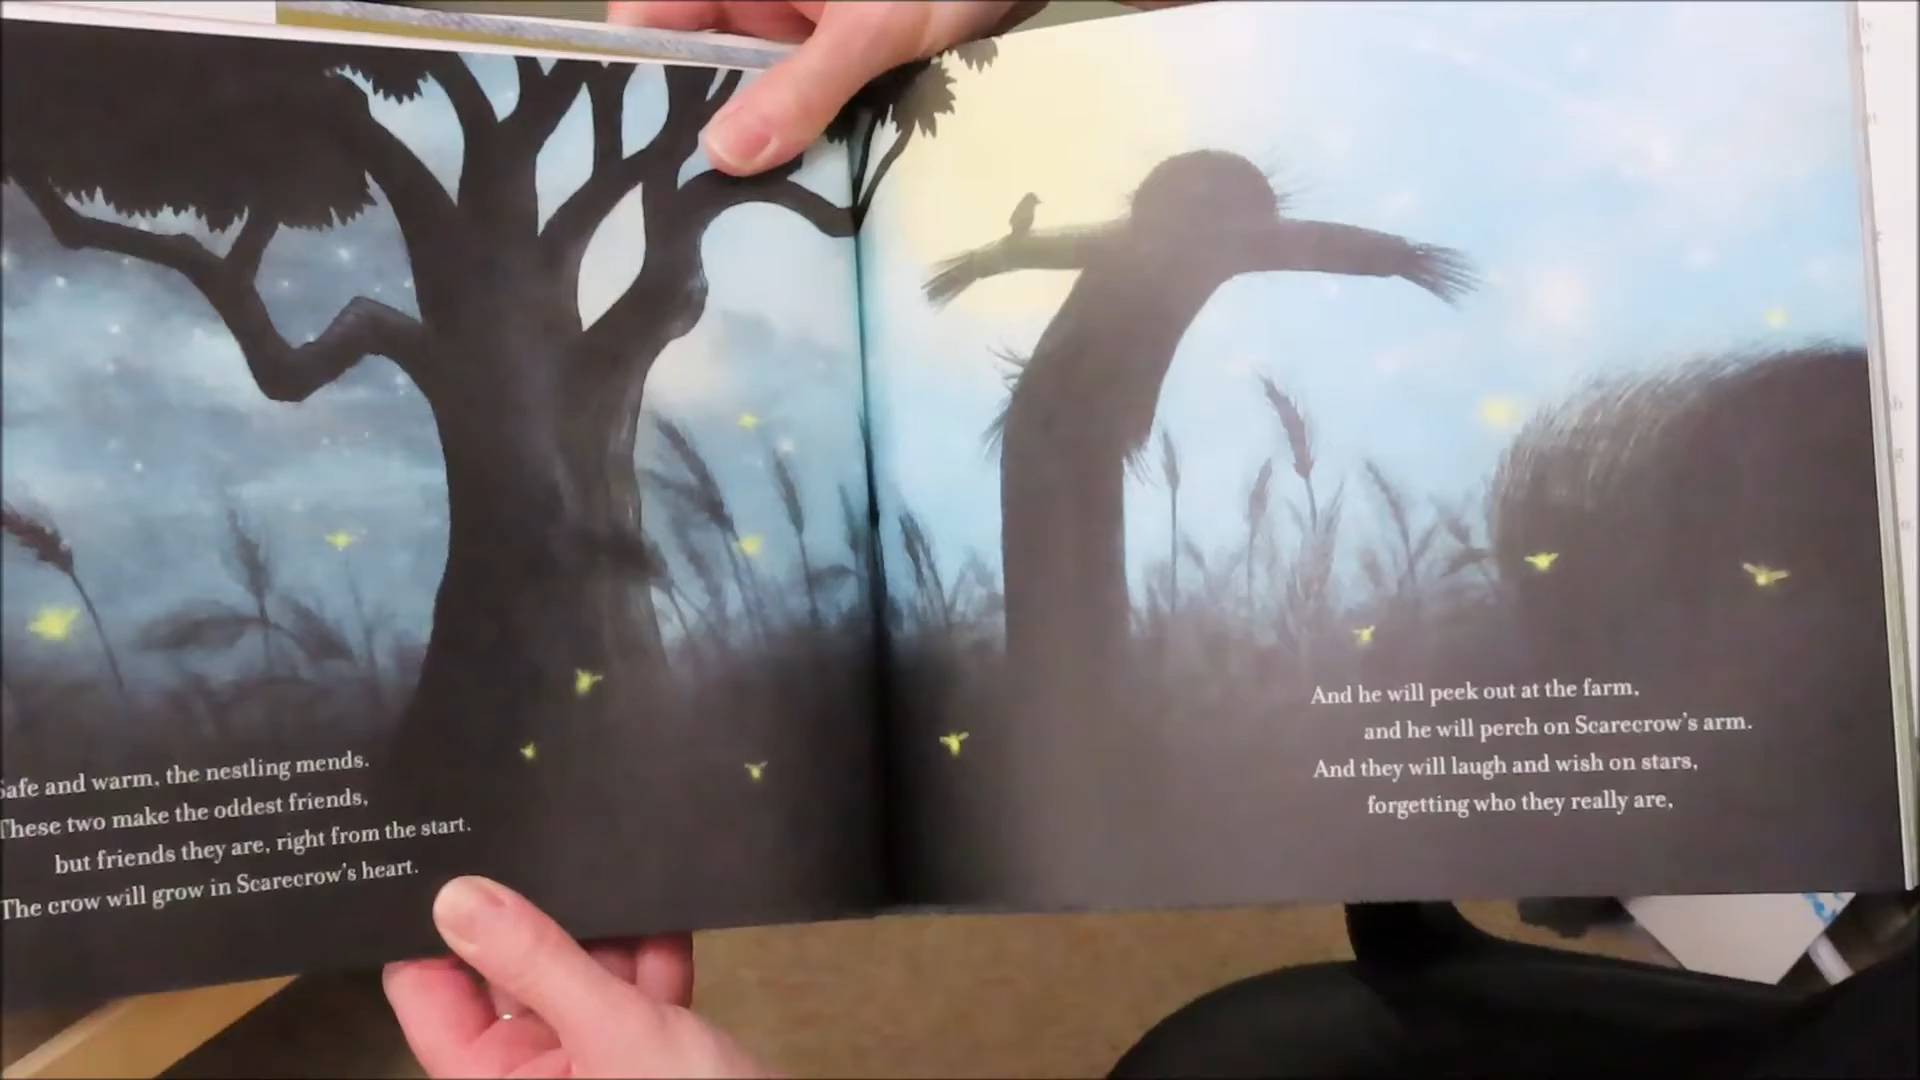 Safe and warm, the nestling mends.
These two make the oddest friends,
but friends they are, right from the start.
The crow will grow in Scarecrow's heart.
And he will peek out at the farm,
and he will perch on Scarecrow's arm.
And they will laugh and wish on stars,
forgetting who they really are,